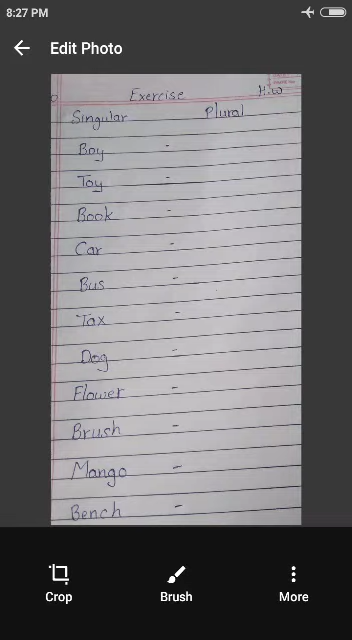 8:27 PM
Edit Photo
Exercise H.W
Singular Plural
Boy -
Toy -
Book -
Car -
Bus -
Tax -
Dog -
Flower -
Brush -
Mango -
Bench -
Crop Brush More